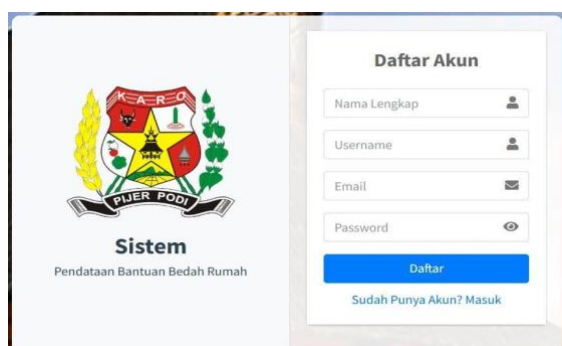 KARO
PIJER PODI
Sistem
Pendataan Bantuan Bedah Rumah
Daftar Akun
Nama Lengkap
Username
Email
Password
Daftar
Sudah Punya Akun? Masuk